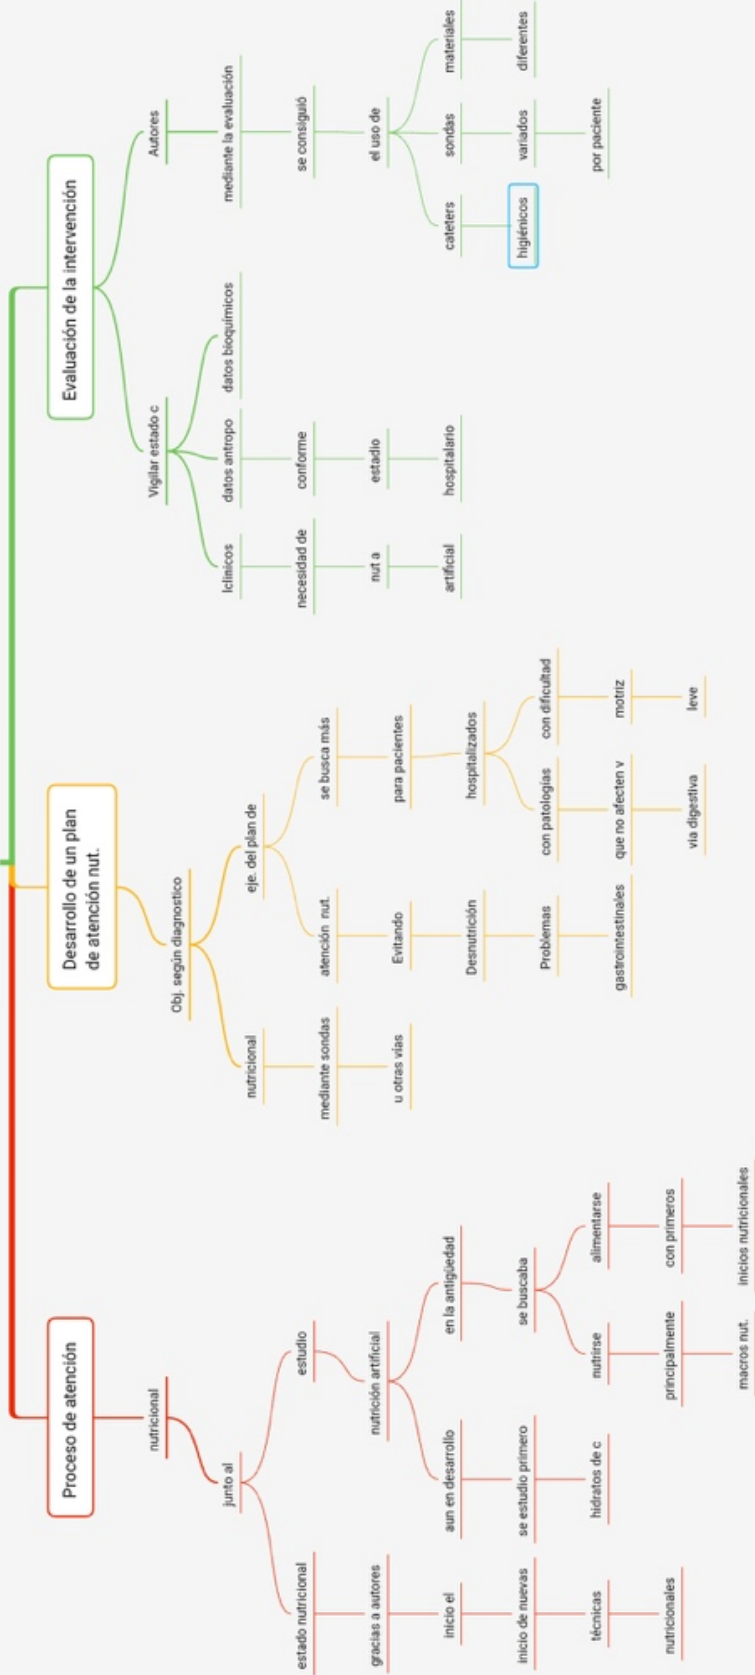 Proceso de atención
nutricional
junto al
estado nutricional
gracias a autores
inicio el
inicio de nuevas
técnicas
nutricionales
estudio
nutrición artificial
aun en desarrollo
se estudio primero
hidratos de c
en la antigüedad
se buscaba
nutrirse
principalmente
macros nut.
alimentarse
con primeros
inicios nutricionales
Desarrollo de un plan
de atención nut.
Obj. según diagnostico
nutricional
mediante sondas
u otras vias
eje. del plan de
atención nut.
Evitando
Desnutrición
Problemas
gastrointestinales
se busca más
para pacientes
hospitalizados
con patologías
que no afecten v
via digestiva
con dificultad
motriz
leve
Evaluación de la intervención
Vigilar estado c
lclinicos
necesidad de
nut a
artificial
datos antropo
conforme
estadio
hospitalario
datos bioquímicos
Autores
mediante la evaluación
se consiguió
el uso de
cateters
higiénicos
sondas
variados
por paciente
materiales
diferentes